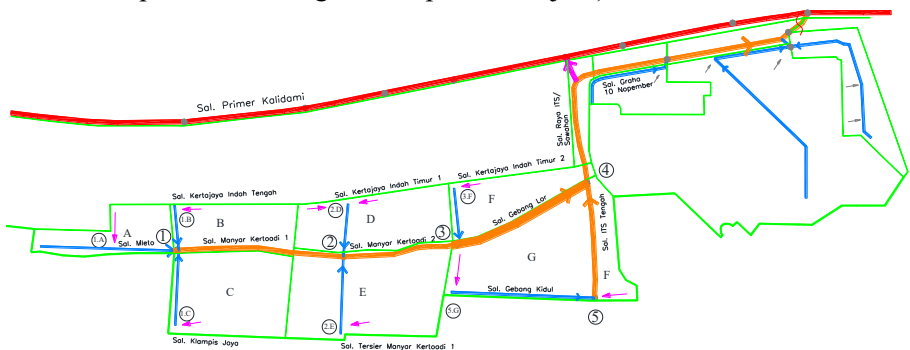 Sal. Primer Kalidami
Sal. Graha
10 Nopember
Sal. Raya ITS/
Sawahan
Sal. Kertajaya Indah Timur 2
Sal. Kertajaya Indah Timur 1
Sal. Kertajaya Indah Tengah
4
3.F
F
2.D
D
1.B
B
A
Sal. Gebang Lor
Sal. ITS Tengah
1
2
3
1.A
Sal. Mleto
Sal. Manyar Kertoadi 1
Sal. Manyar Kertoadi 2
G
F
C
E
Sal. Gebang Kidul
5.G
5
1.C
2.E
Sal. Klampis Jaya
Sal. Tersier Manyar Kertoadi 1